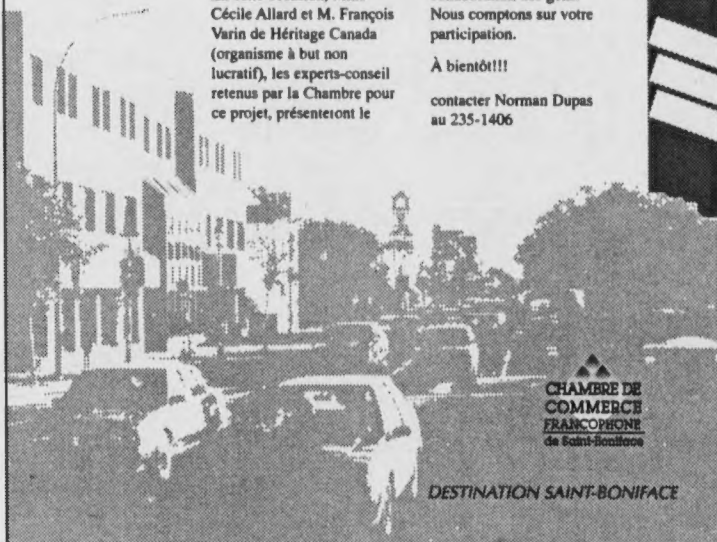 Cécile Allard et M. François
Varin de Héritage Canada
(organisme à but non
lucratif), les experts-conseil
retenus par la Chambre pour
ce projet, présenteront le
Nous comptons sur votre
participation.
À bientôt!!!
contacter Norman Dupas
au 235-1406
CHAMBRE DE
COMMERCE
FRANCOPHONE
de Saint-Boniface
DESTINATION SAINT-BONIFACE